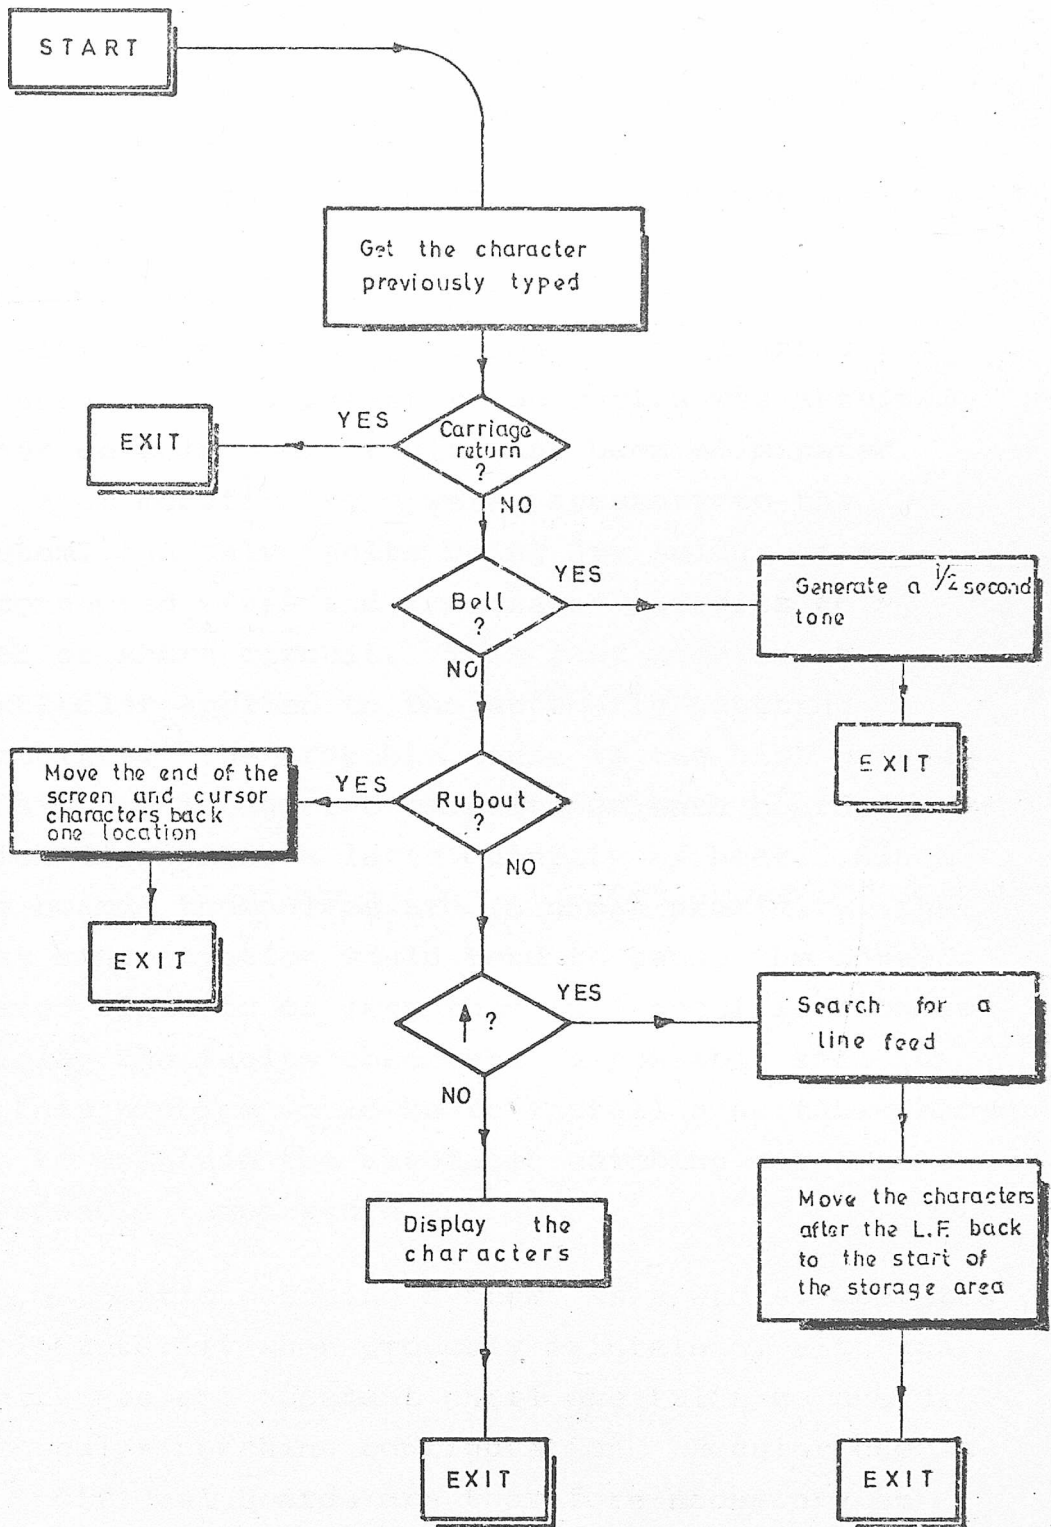 START
Get the character
previously typed
Carriage
return
?
YES
EXIT
NO
Bell
?
YES
Generate a 1/2 second
tone
EXIT
NO
Rubout
?
YES
Move the end of the
screen and cursor
characters back
one location
EXIT
NO
↑ ?
YES
Search for a
line feed
Move the characters
after the L.F. back
to the start of
the storage area
EXIT
NO
Display the
characters
EXIT